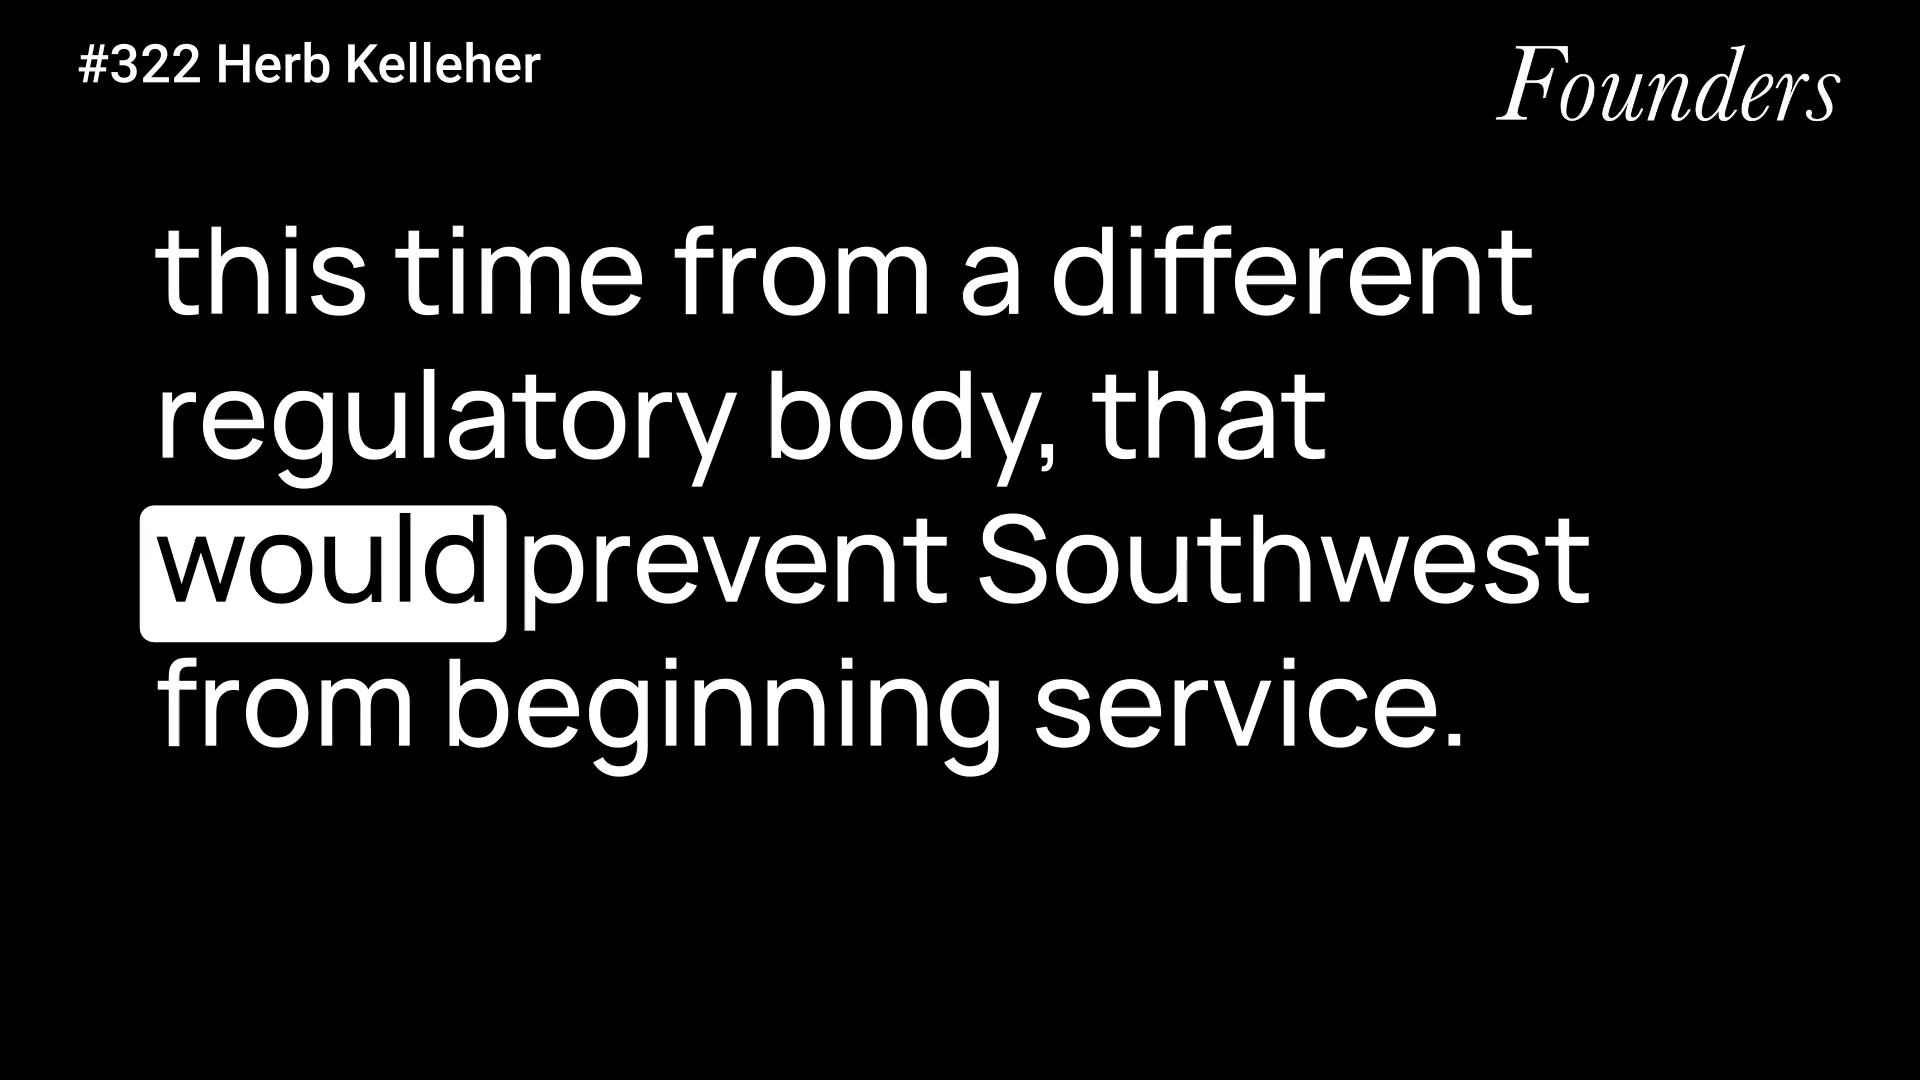 #322 Herb Kelleher
Founders
this time from a different
regulatory body, that
would prevent Southwest
from beginning service.